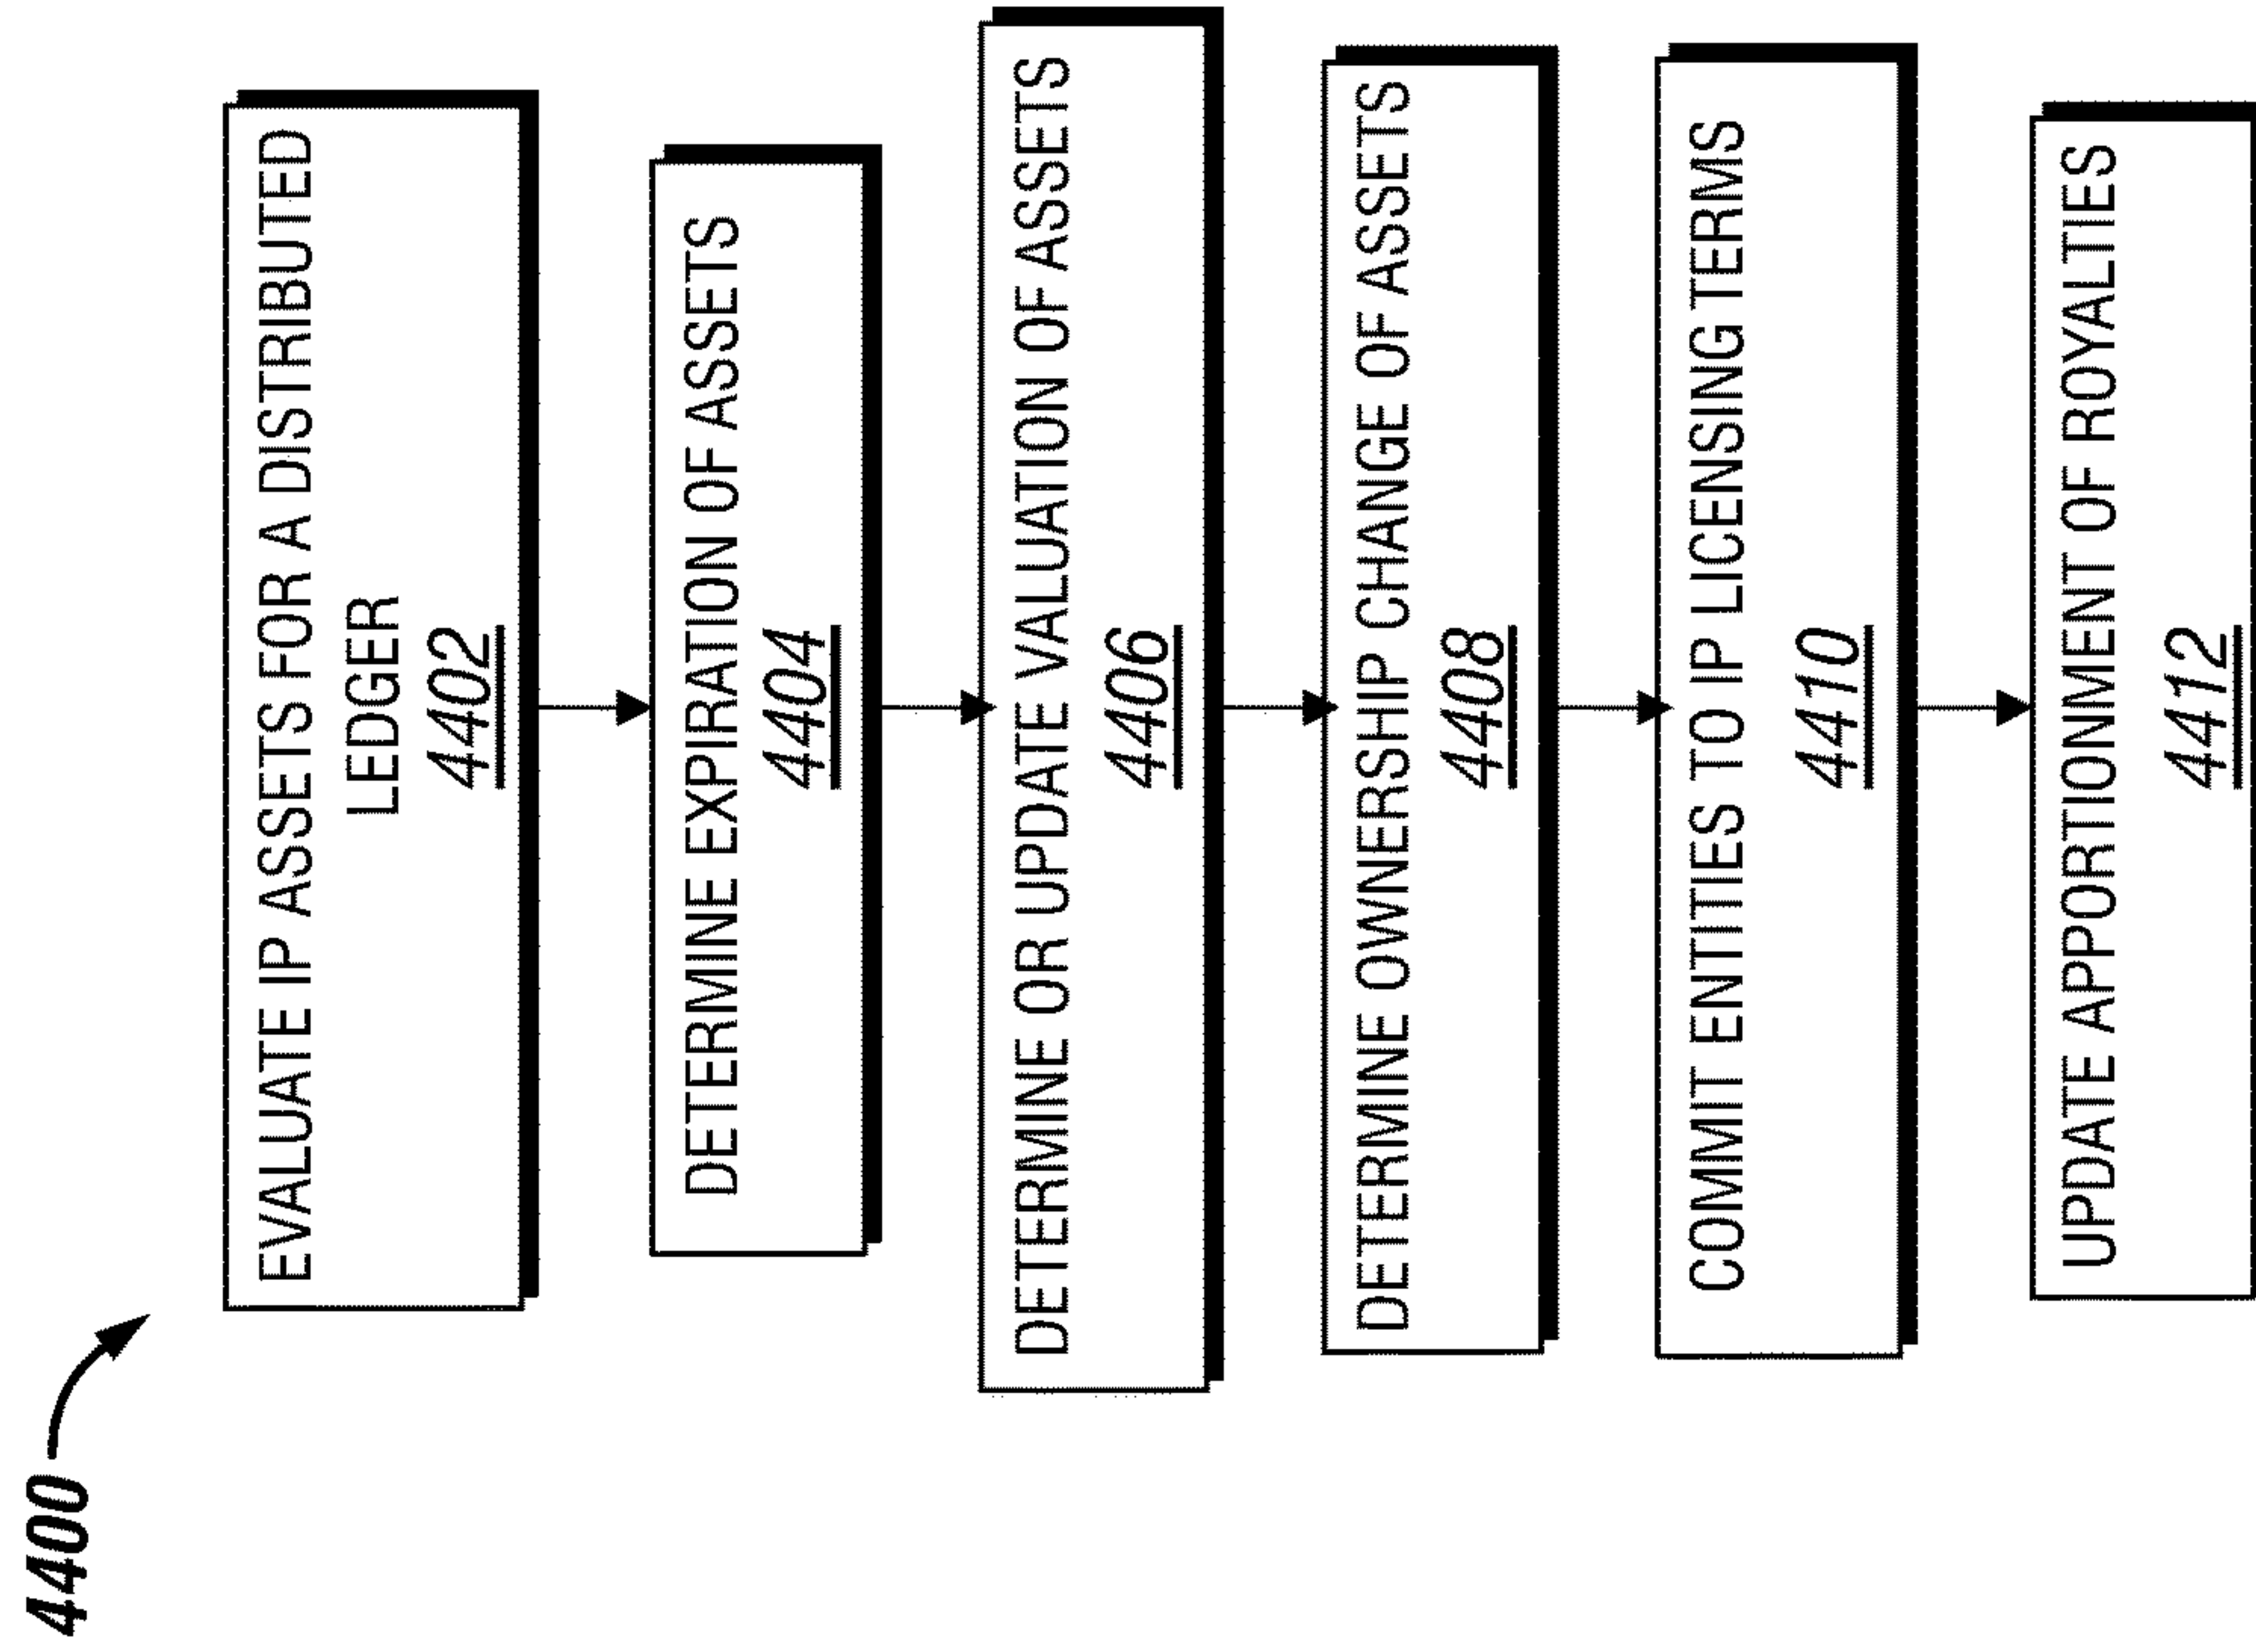 4400
EVALUATE IP ASSETS FOR A DISTRIBUTED
LEDGER
4402
DETERMINE EXPIRATION OF ASSETS
4404
DETERMINE OR UPDATE VALUATION OF ASSETS
4406
DETERMINE OWNERSHIP CHANGE OF ASSETS
4408
COMMIT ENTITIES TO IP LICENSING TERMS
4410
UPDATE APPORTIONMENT OF ROYALTIES
4412